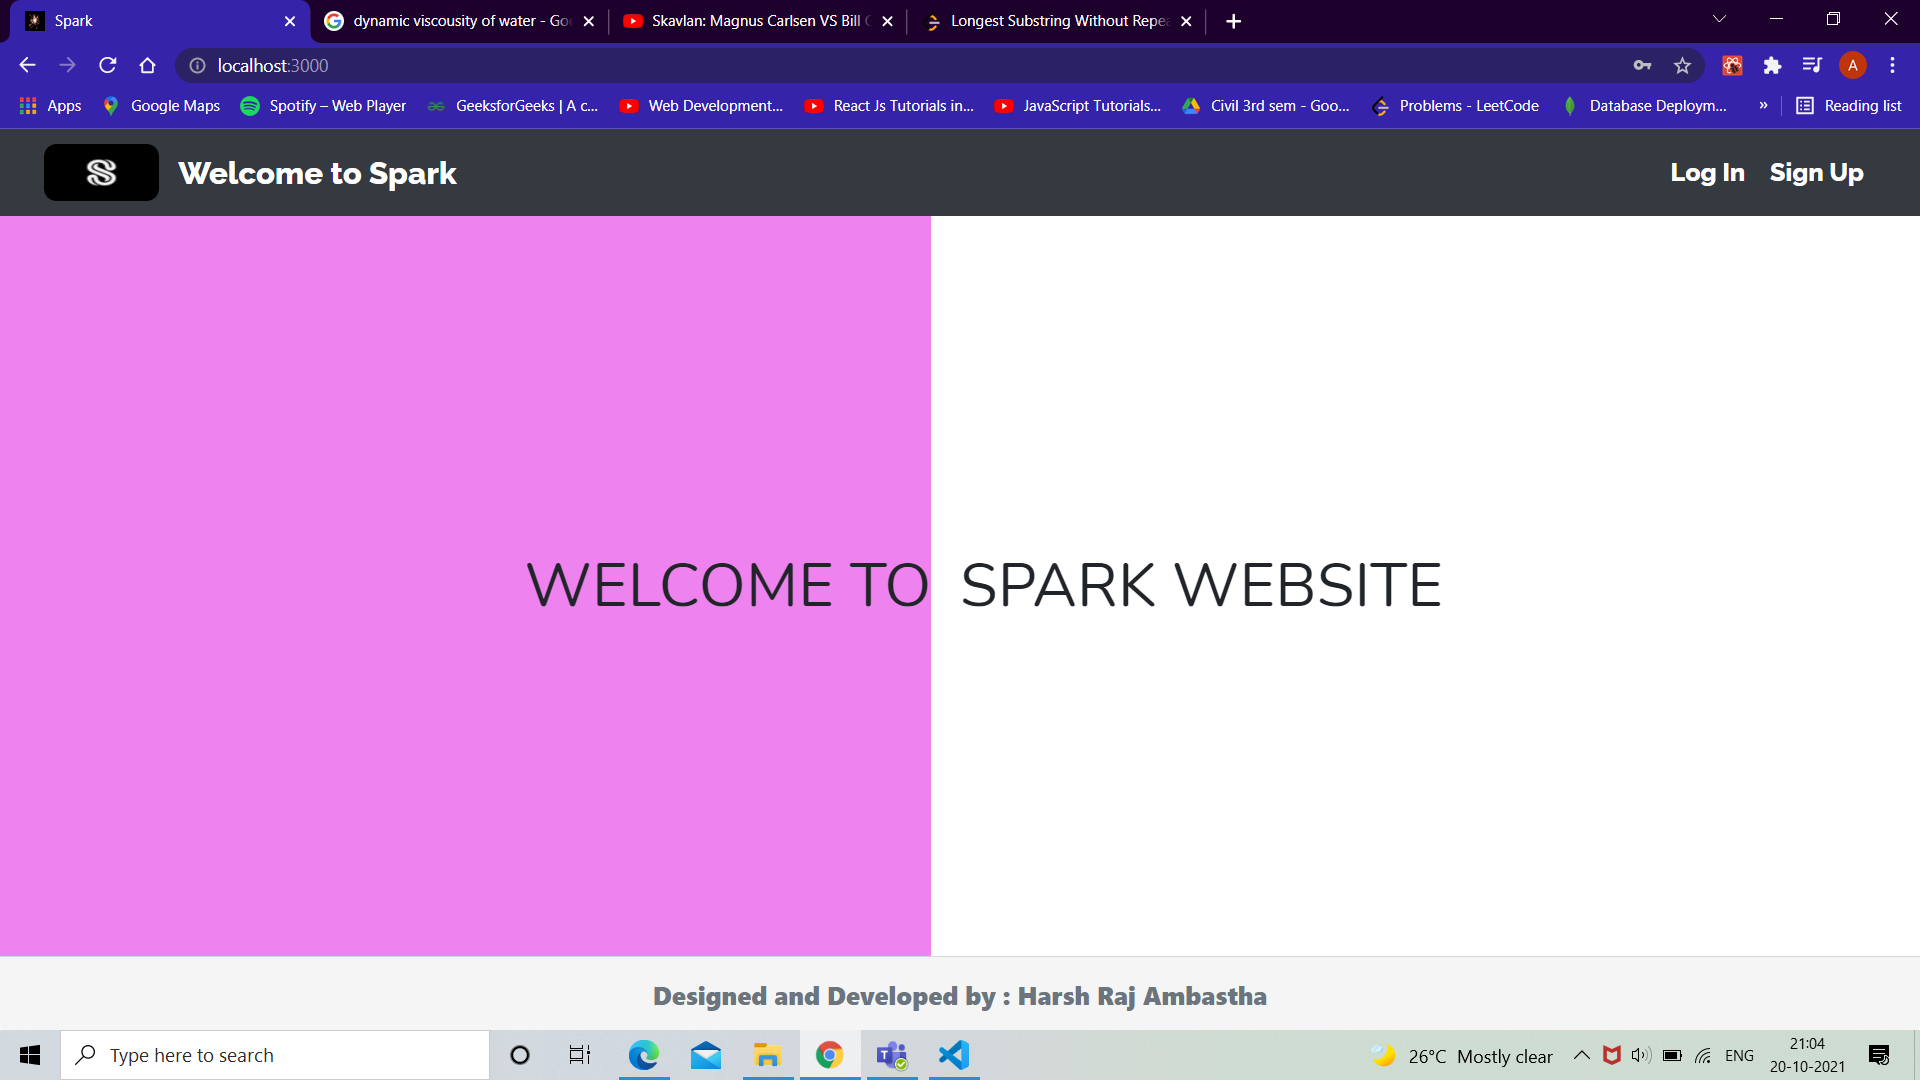 Spark
dynamic viscousity of water - Go
Skavlan: Magnus Carlsen VS Bill
Longest Substring Without Repe
localhost:3000
A
Apps
Google Maps
Spotify – Web Player
GeeksforGeeks | A c...
Web Development...
React Js Tutorials in...
JavaScript Tutorials...
Civil 3rd sem - Goo...
Problems - LeetCode
Database Deploym...
»
Reading list
Welcome to Spark
Log In
Sign Up
WELCOME TO SPARK WEBSITE
Designed and Developed by : Harsh Raj Ambastha
Type here to search
26°C Mostly clear
ENG
21:04
20-10-2021